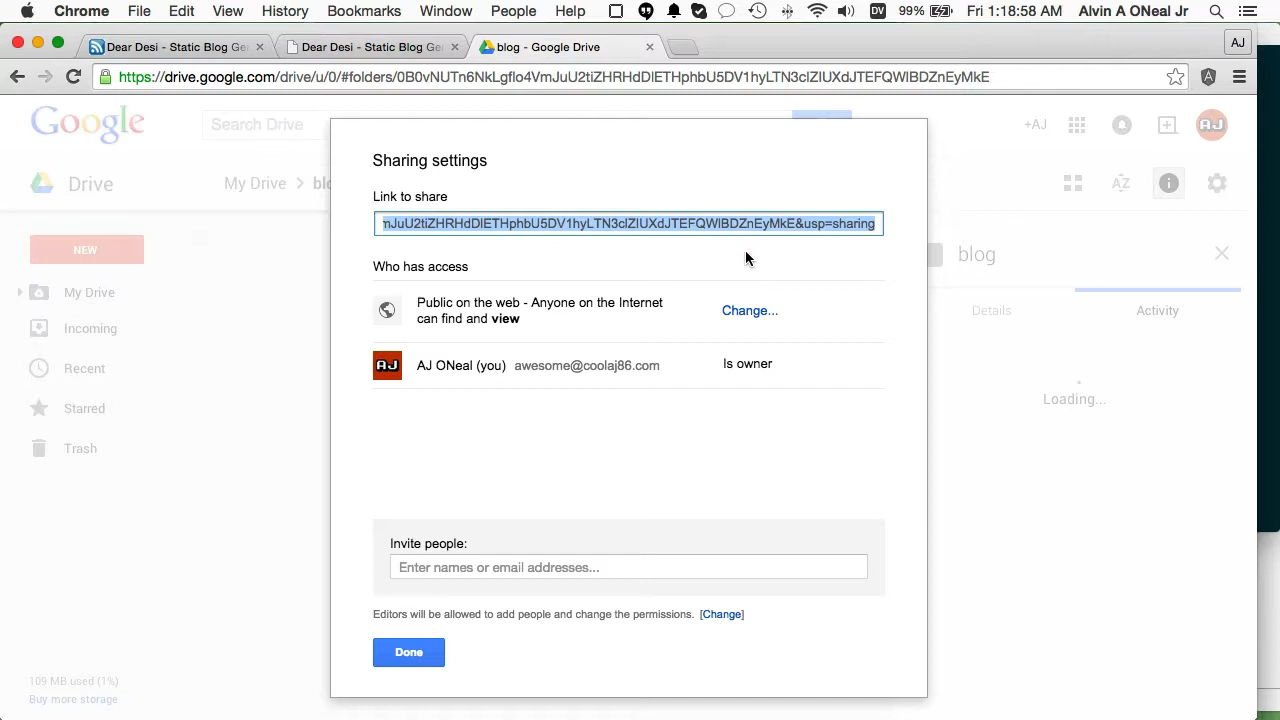 Chrome File Edit View History Bookmarks Window People Help DV 99% Fri 1:18:58 AM Alvin A ONeal Jr
Dear Desi - Static Blog Ge Dear Desi - Static Blog Ge blog - Google Drive AJ
https://drive.google.com/drive/u/0/#folders/0B0vNUTn6NkLgflo4VmJuU2tiZHRHdDlETHphbU5DV1hyLTN3clZIUXdJTEFQWlBDZnEyMkE
Google Search Drive +AJ AJ
Drive My Drive > blo AZ
NEW
My Drive
Incoming
Recent
Starred
Trash
109 MB used (1%)
Buy more storage
Sharing settings
Link to share
mJuU2tiZHRHdDlETHphbU5DV1hyLTN3clZIUXdJTEFQWlBDZnEyMkE&usp=sharing
Who has access
Public on the web - Anyone on the Internet
can find and view
Change...
AJ AJ ONeal (you) awesome@coolaj86.com Is owner
Invite people:
Enter names or email addresses...
Editors will be allowed to add people and change the permissions. [Change]
Done
blog
Details Activity
Loading...